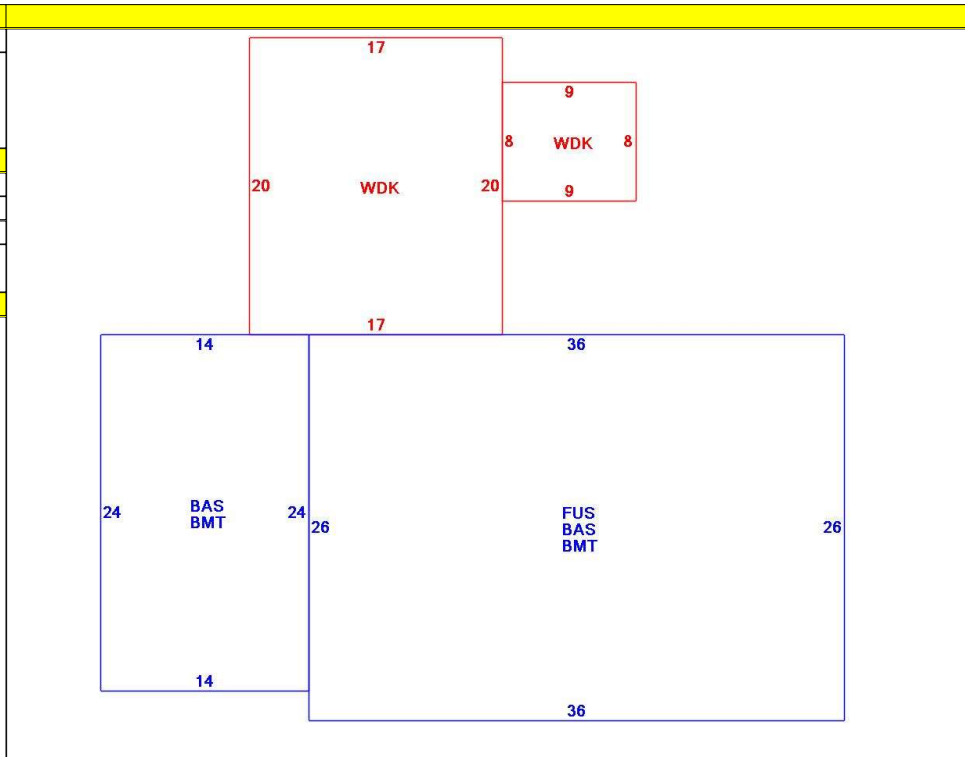 17
9
8 WDK 8
20 WDK 20
9
17
14 36
24 BAS 24
BMT
26 FUS 26
BAS
BMT
14
36